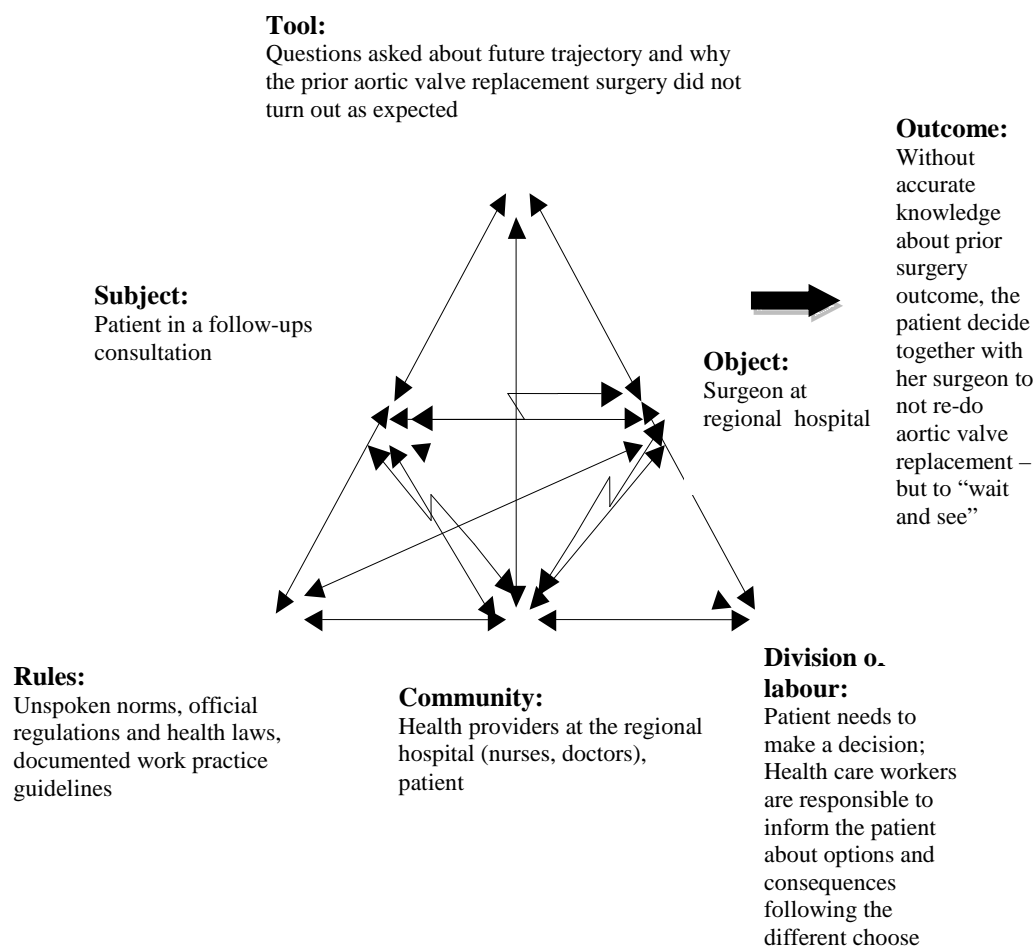 Tool:
Questions asked about future trajectory and why
the prior aortic valve replacement surgery did not
turn out as expected
Outcome:
Without
accurate
knowledge
about prior
surgery
outcome, the
patient decide
together with
her surgeon to
not re-do
aortic valve
replacement –
but to “wait
and see”
Subject:
Patient in a follow-ups
consultation
Object:
Surgeon at
regional hospital
Rules:
Unspoken norms, official
regulations and health laws,
documented work practice
guidelines
Community:
Health providers at the regional
hospital (nurses, doctors),
patient
Division
labour:
Patient needs to
make a decision;
Health care workers
are responsible to
inform the patient
about options and
consequences
following the
different choose